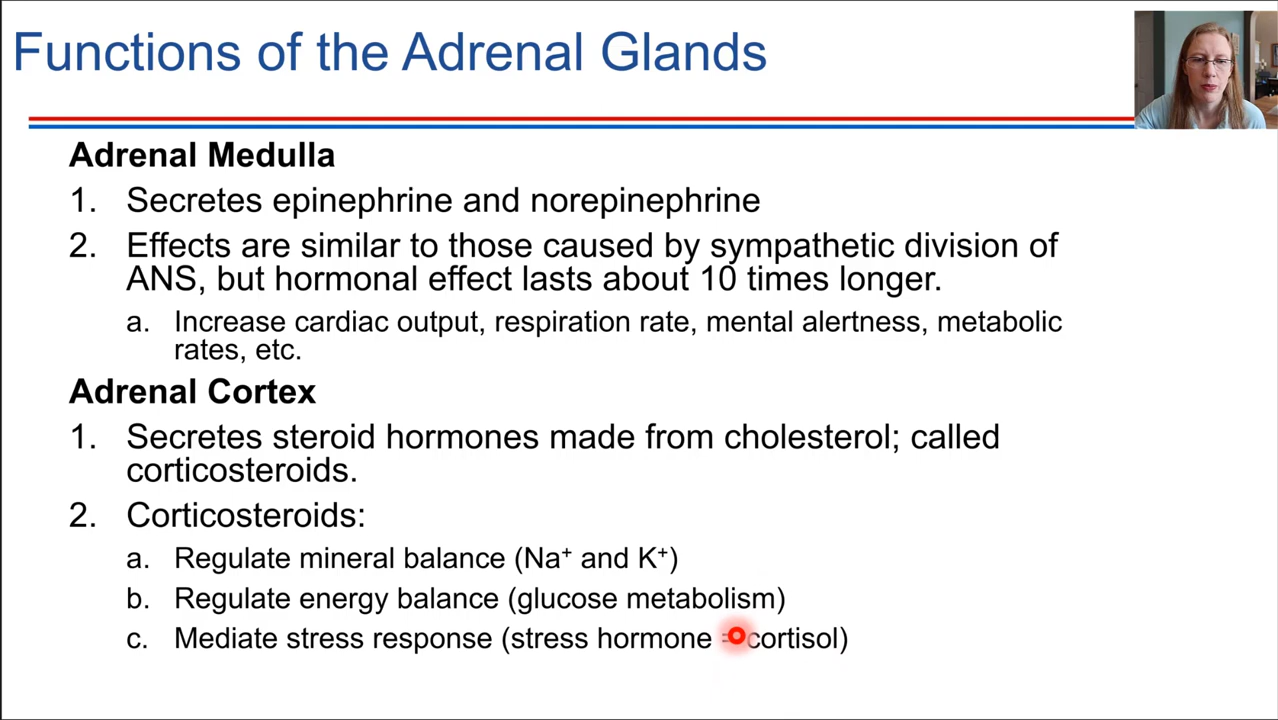 Functions of the Adrenal Glands
Adrenal Medulla
1. Secretes epinephrine and norepinephrine
2. Effects are similar to those caused by sympathetic division of
ANS, but hormonal effect lasts about 10 times longer.
a. Increase cardiac output, respiration rate, mental alertness, metabolic
rates, etc.
Adrenal Cortex
1. Secretes steroid hormones made from cholesterol; called
corticosteroids.
2. Corticosteroids:
a. Regulate mineral balance (Na⁺ and K⁺)
b. Regulate energy balance (glucose metabolism)
c. Mediate stress response (stress hormone = cortisol)